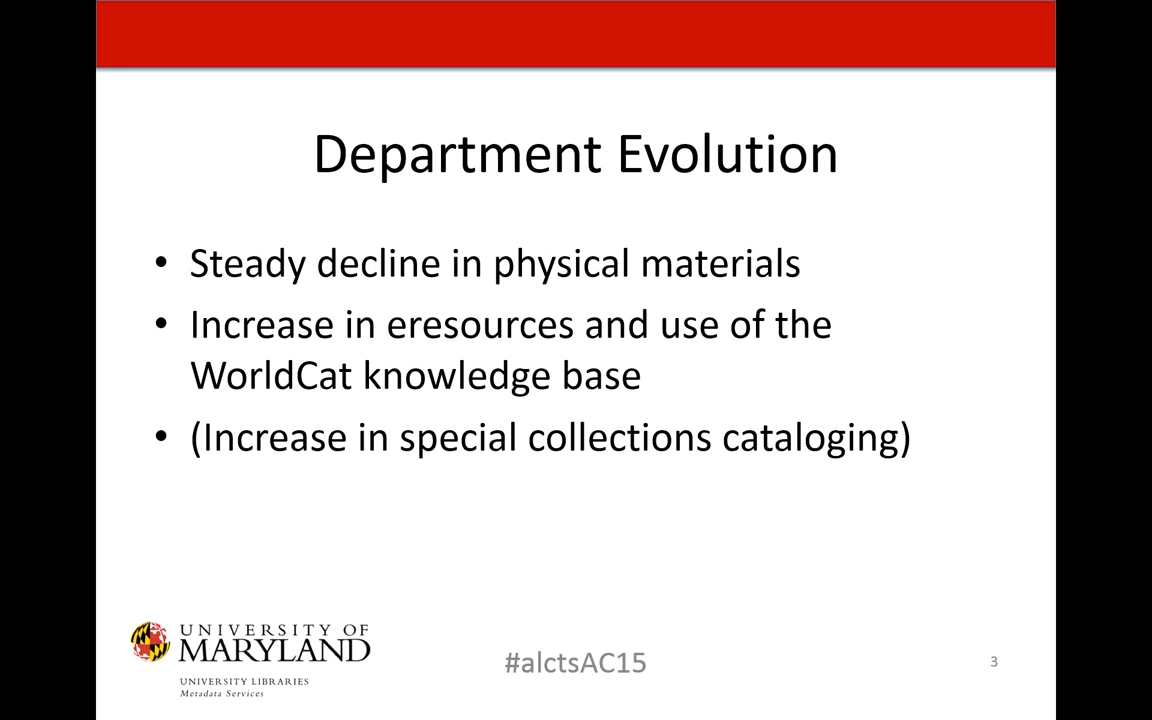 Department Evolution
• Steady decline in physical materials
• Increase in eresources and use of the
WorldCat knowledge base
• (Increase in special collections cataloging)
UNIVERSITY OF
MARYLAND
UNIVERSITY LIBRARIES
Metadata Services
#alctsAC15
3